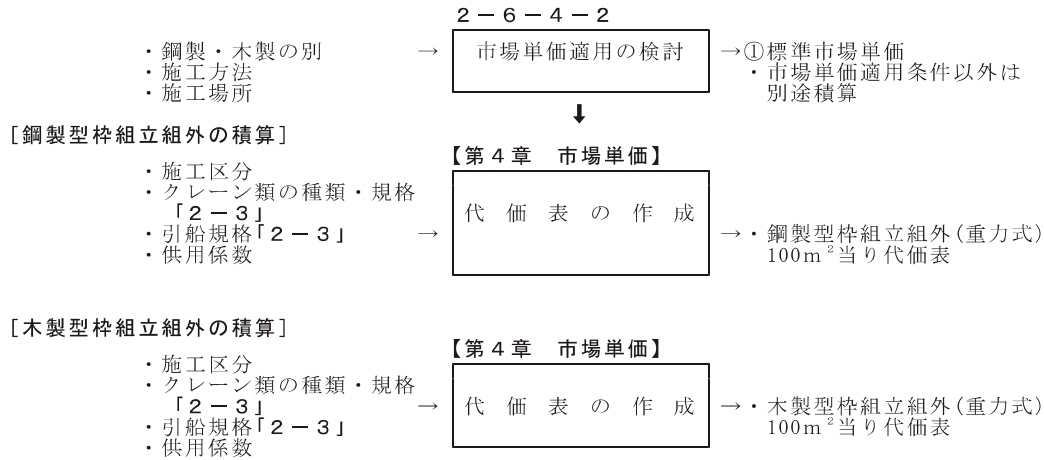 ２－６－４－２
・鋼製・木製の別 → 市場単価適用の検討 →①標準市場単価
・施工方法 ・市場単価適用条件以外は
・施工場所 別途積算
⬇
［鋼製型枠組立組外の積算］
【第４章　市場単価】
・施工区分
・クレーン類の種類・規格
「２－３」 代　価　表　の　作　成
・引船規格「２－３」 → →・鋼製型枠組立組外(重力式)
・供用係数 100m²当り代価表
［木製型枠組立組外の積算］
【第４章　市場単価】
・施工区分
・クレーン類の種類・規格
「２－３」 → 代　価　表　の　作　成 →・木製型枠組立組外(重力式)
・引船規格「２－３」 100m²当り代価表
・供用係数